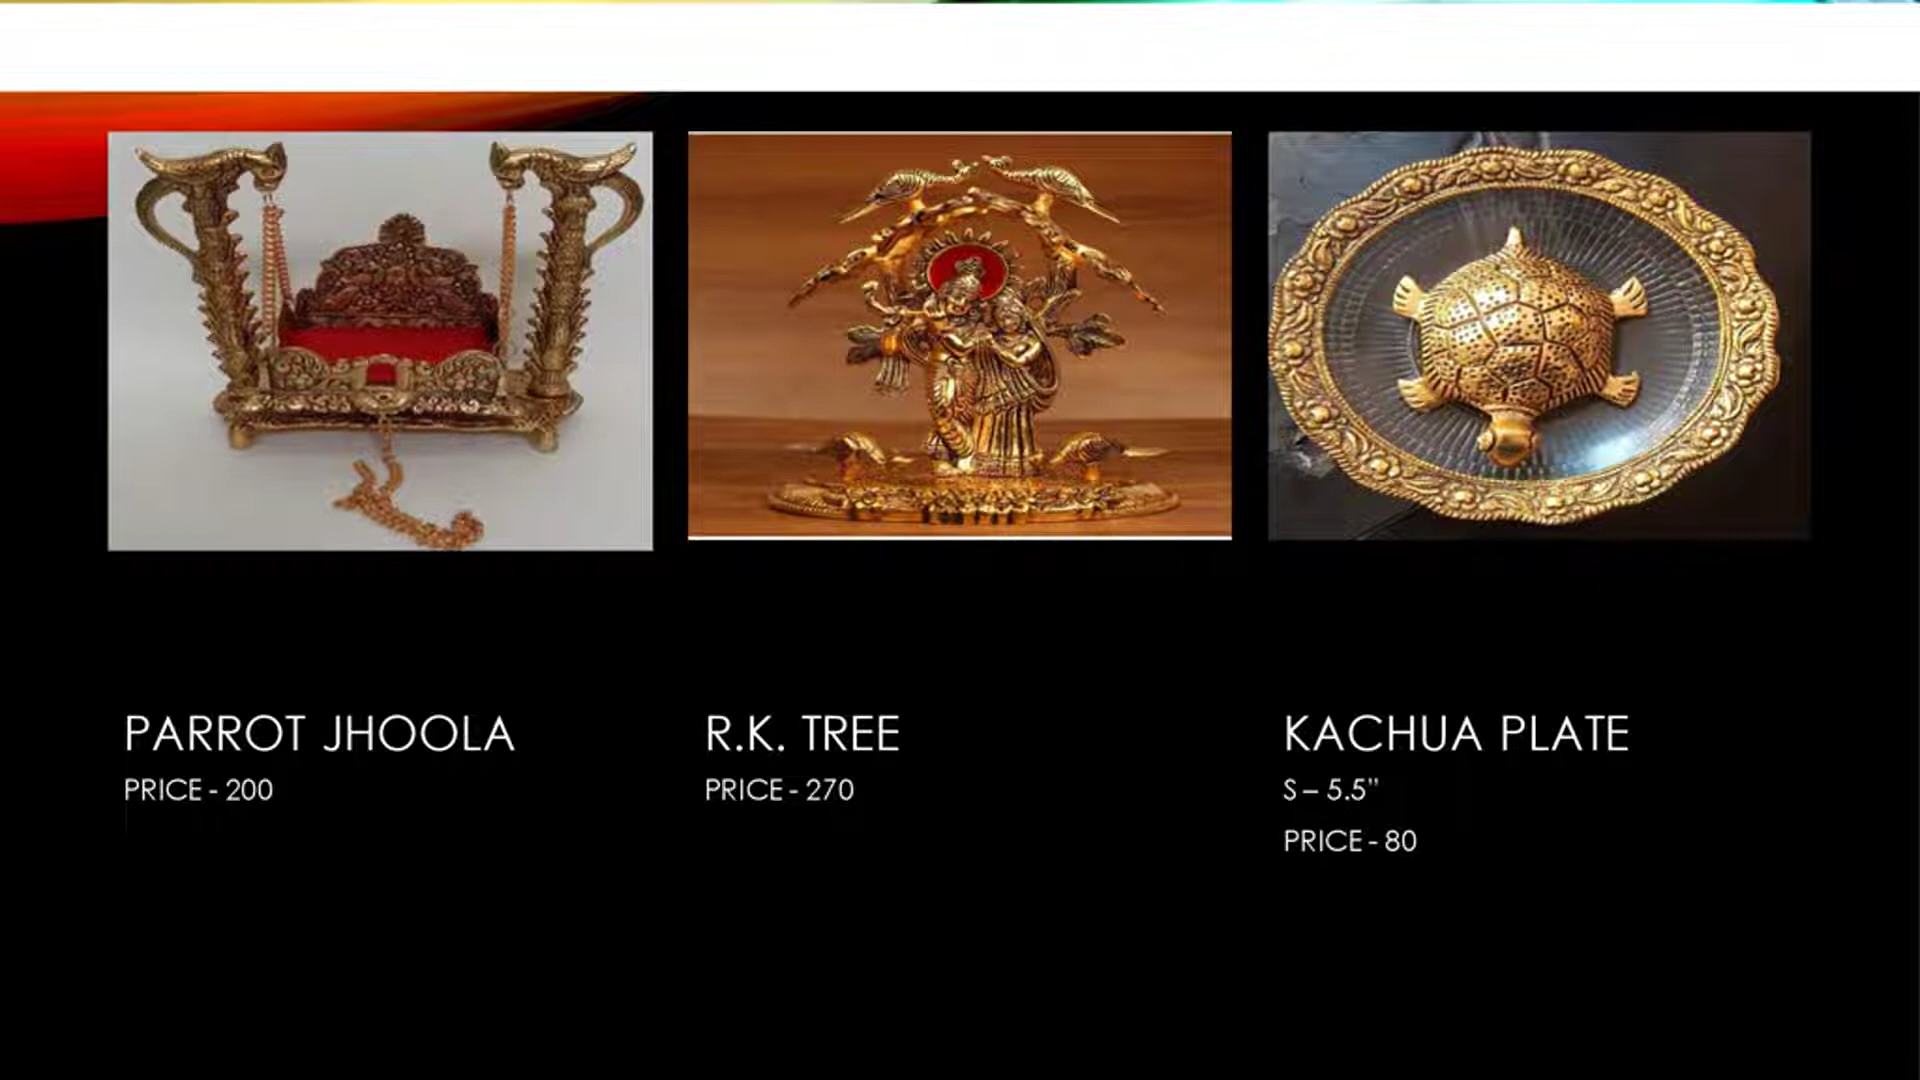 PARROT JHOOLA
PRICE - 200
R.K. TREE
PRICE - 270
KACHUA PLATE
S – 5.5”
PRICE - 80